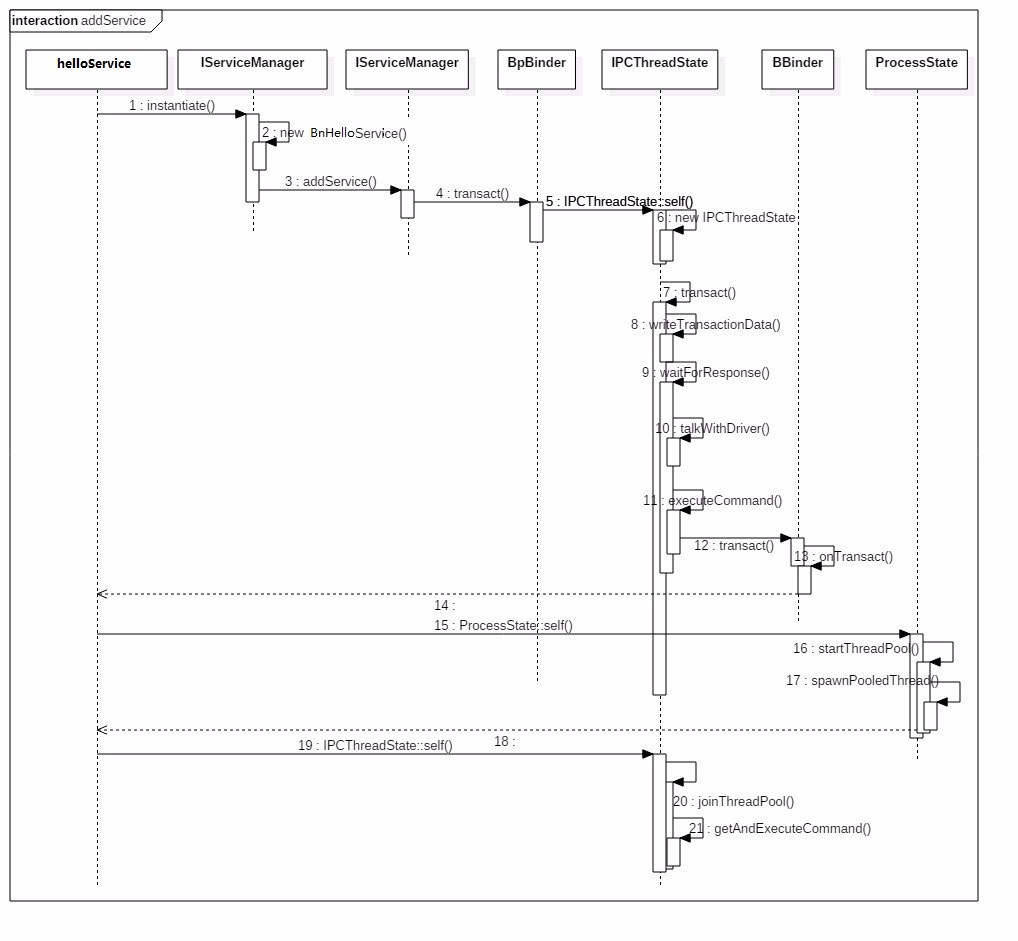 interaction addService
helloService
IServiceManager
IServiceManager
BpBinder
IPCThreadState
BBinder
ProcessState
1 : instantiate()
2 : new BnHelloService()
3 : addService()
4 : transact()
5 : IPCThreadState::self()
6 : new IPCThreadState
7 : transact()
8 : writeTransactionData()
9 : waitForResponse()
10 : talkWithDriver()
11 : executeCommand()
12 : transact()
13 : onTransact()
14 :
15 : ProcessState::self()
16 : startThreadPool()
17 : spawnPooledThread()
18 :
19 : IPCThreadState::self()
20 : joinThreadPool()
21 : getAndExecuteCommand()